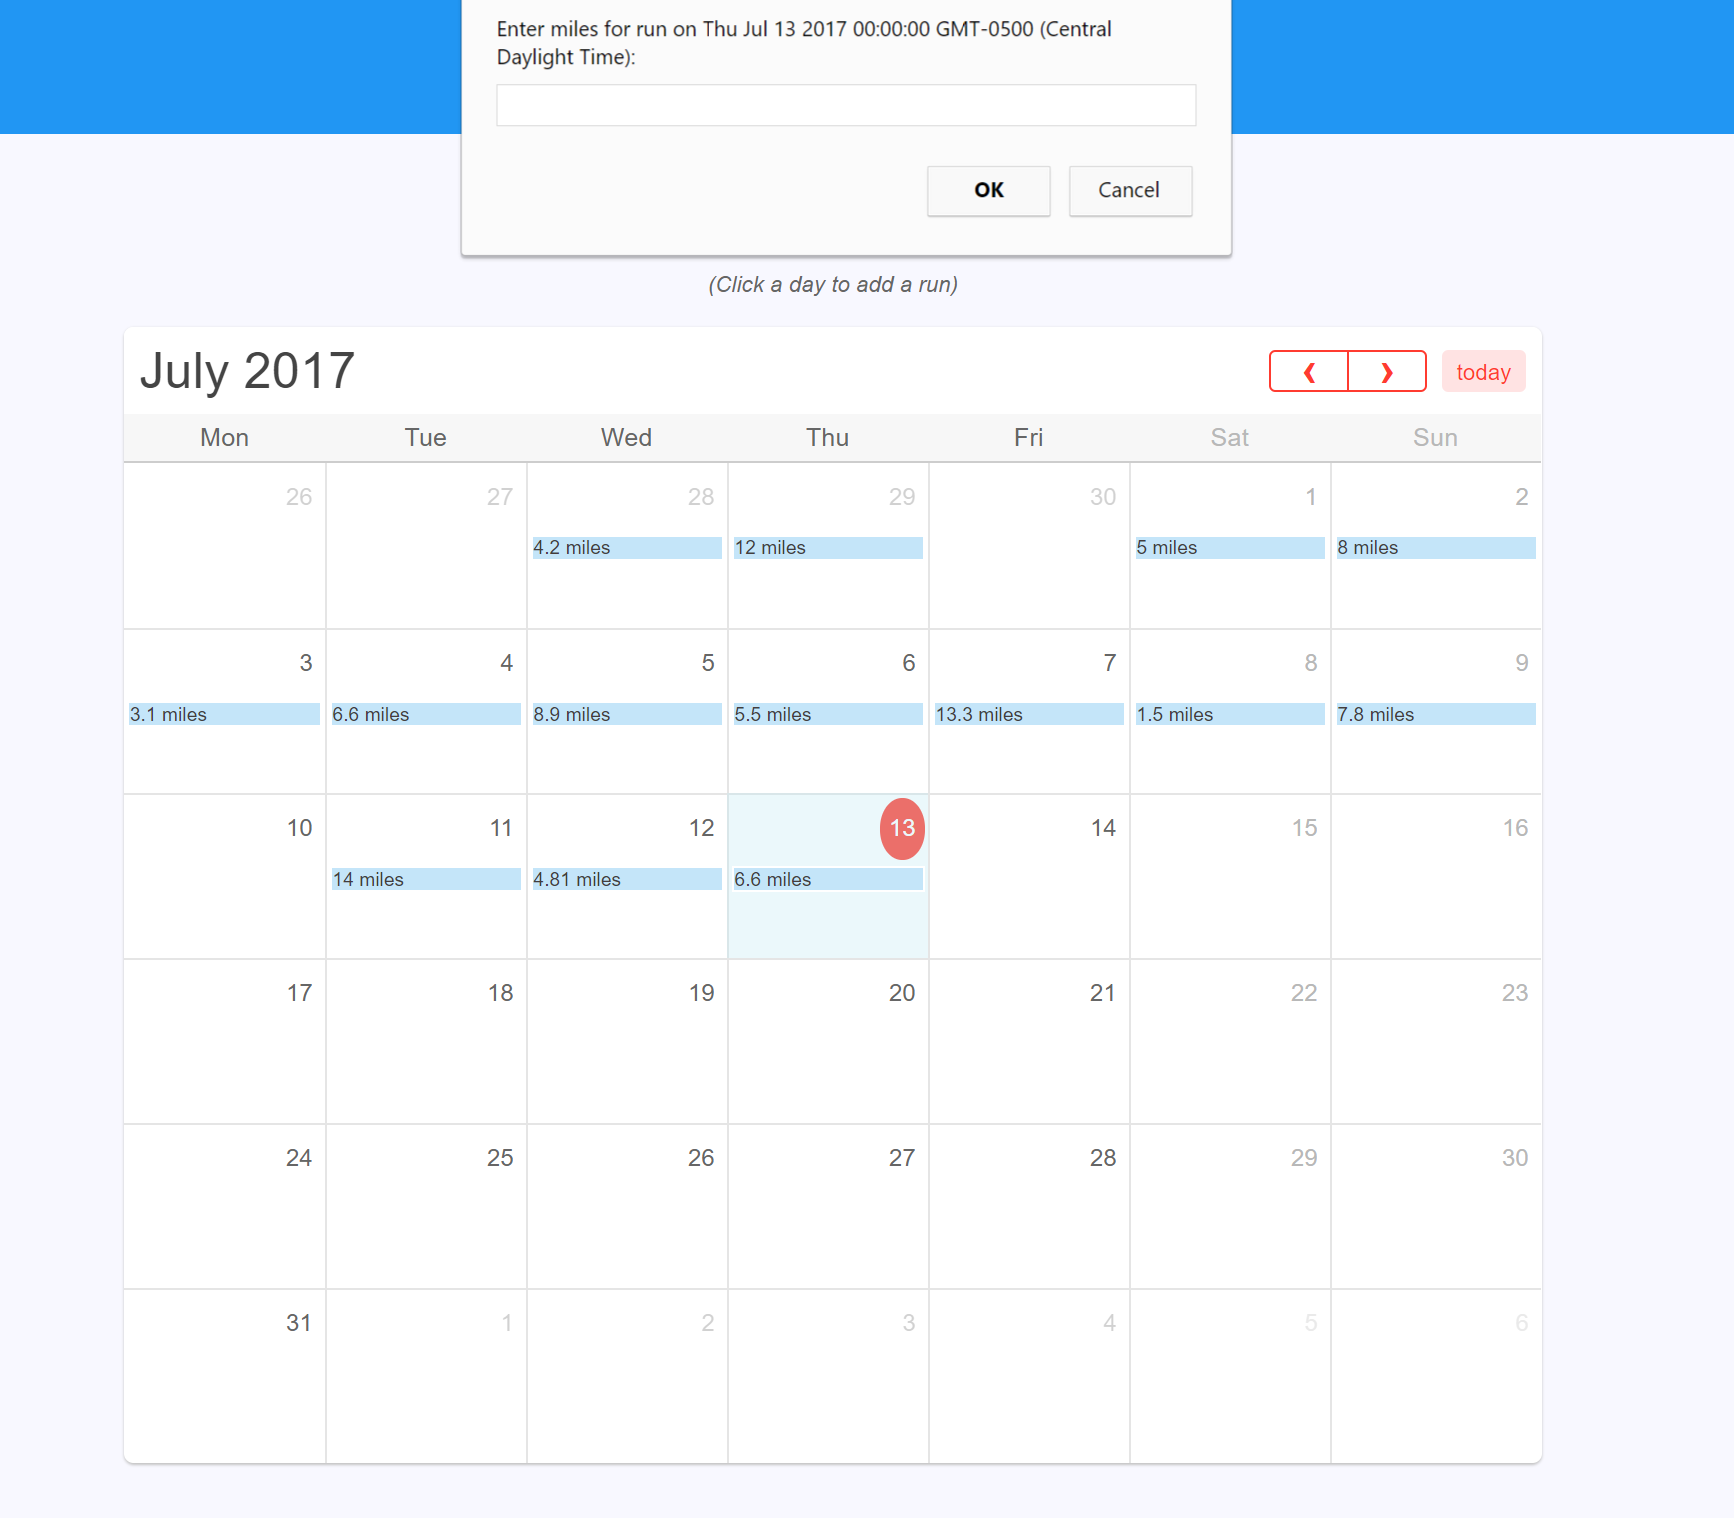 Enter miles for run on Thu Jul 13 2017 00:00:00 GMT-0500 (Central
Daylight Time):
OK Cancel
(Click a day to add a run)
July 2017 ❮ ❯ today
Mon Tue Wed Thu Fri Sat Sun
26 27 28 29 30 1 2
4.2 miles 12 miles 5 miles 8 miles
3 4 5 6 7 8 9
3.1 miles 6.6 miles 8.9 miles 5.5 miles 13.3 miles 1.5 miles 7.8 miles
10 11 12 13 14 15 16
14 miles 4.81 miles 6.6 miles
17 18 19 20 21 22 23
24 25 26 27 28 29 30
31 1 2 3 4 5 6